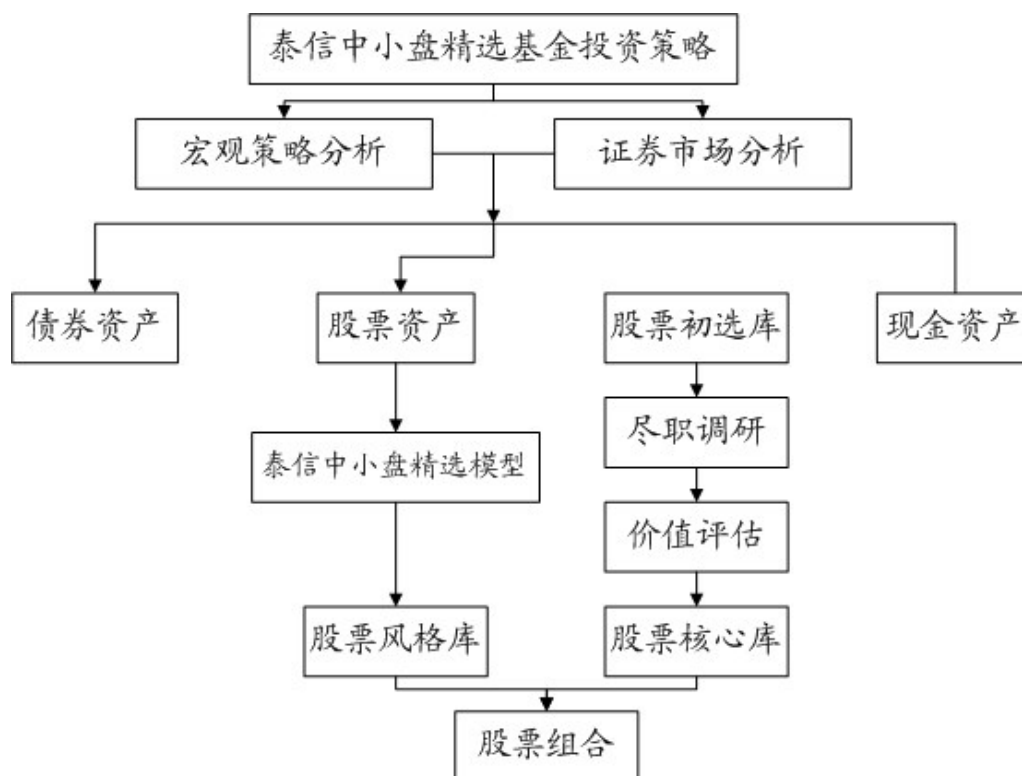 泰信中小盘精选基金投资策略
宏观策略分析
证券市场分析
债券资产
股票资产
股票初选库
现金资产
尽职调研
泰信中小盘精选模型
价值评估
股票风格库
股票核心库
股票组合